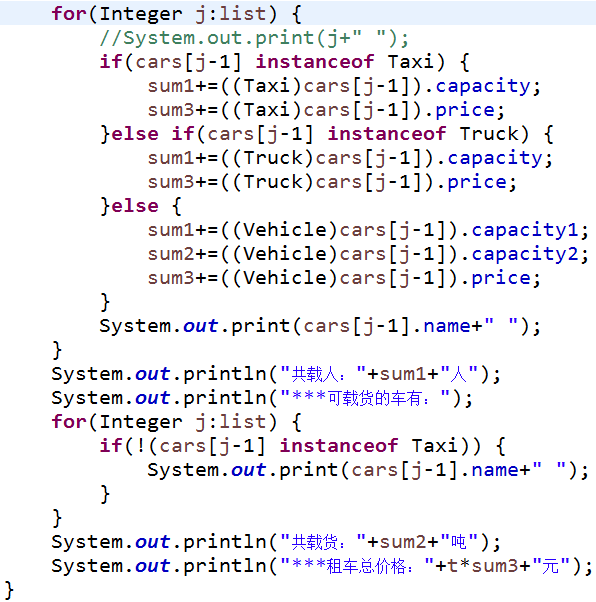 for(Integer j:list) {
//System.out.print(j+" ");
if(cars[j-1] instanceof Taxi) {
sum1+=((Taxi)cars[j-1]).capacity;
sum3+=((Taxi)cars[j-1]).price;
}else if(cars[j-1] instanceof Truck) {
sum1+=((Truck)cars[j-1]).capacity;
sum3+=((Truck)cars[j-1]).price;
}else {
sum1+=((Vehicle)cars[j-1]).capacity1;
sum2+=((Vehicle)cars[j-1]).capacity2;
sum3+=((Vehicle)cars[j-1]).price;
}
System.out.print(cars[j-1].name+" ");
}
System.out.println("共载人："+sum1+"人");
System.out.println("***可载货的车有：");
for(Integer j:list) {
if(!(cars[j-1] instanceof Taxi)) {
System.out.print(cars[j-1].name+" ");
}
}
System.out.println("共载货："+sum2+"吨");
System.out.println("***租车总价格："+t*sum3+"元");
}